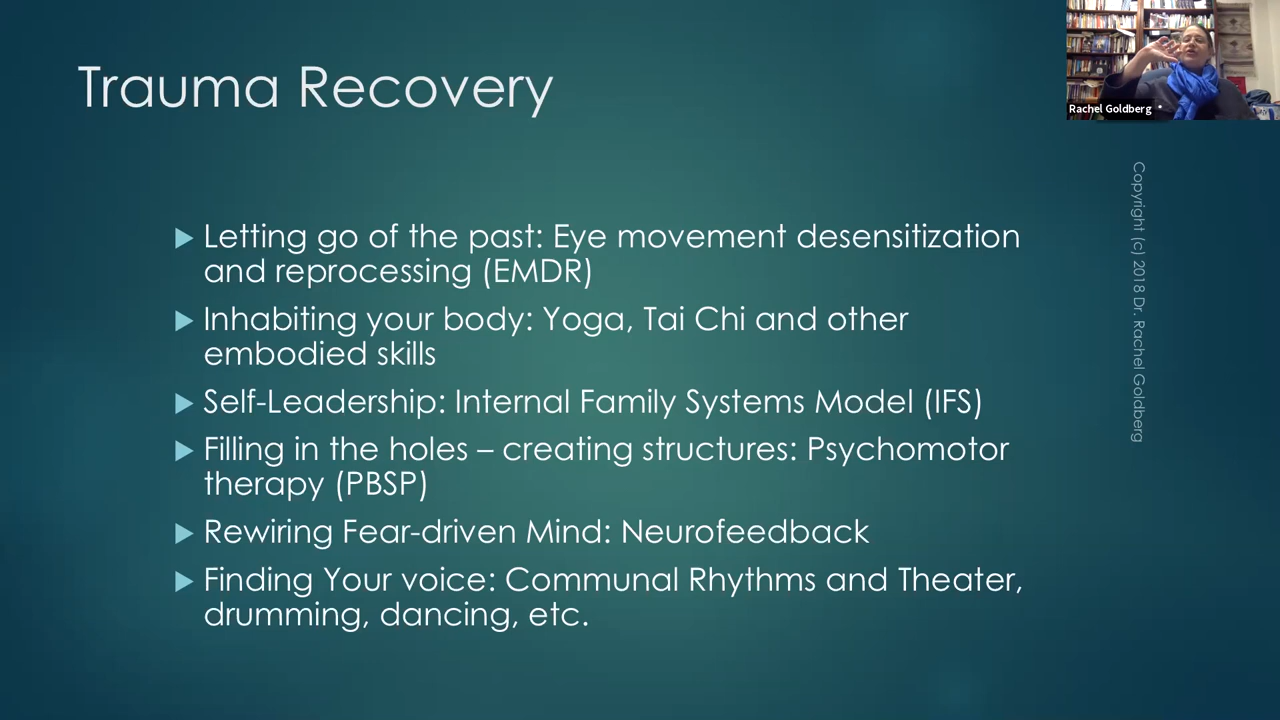 Trauma Recovery
Rachel Goldberg
Letting go of the past: Eye movement desensitization
and reprocessing (EMDR)
Inhabiting your body: Yoga, Tai Chi and other
embodied skills
Self-Leadership: Internal Family Systems Model (IFS)
Filling in the holes – creating structures: Psychomotor
therapy (PBSP)
Rewiring Fear-driven Mind: Neurofeedback
Finding Your voice: Communal Rhythms and Theater,
drumming, dancing, etc.
Copyright (c) 2018 Dr. Rachel Goldberg